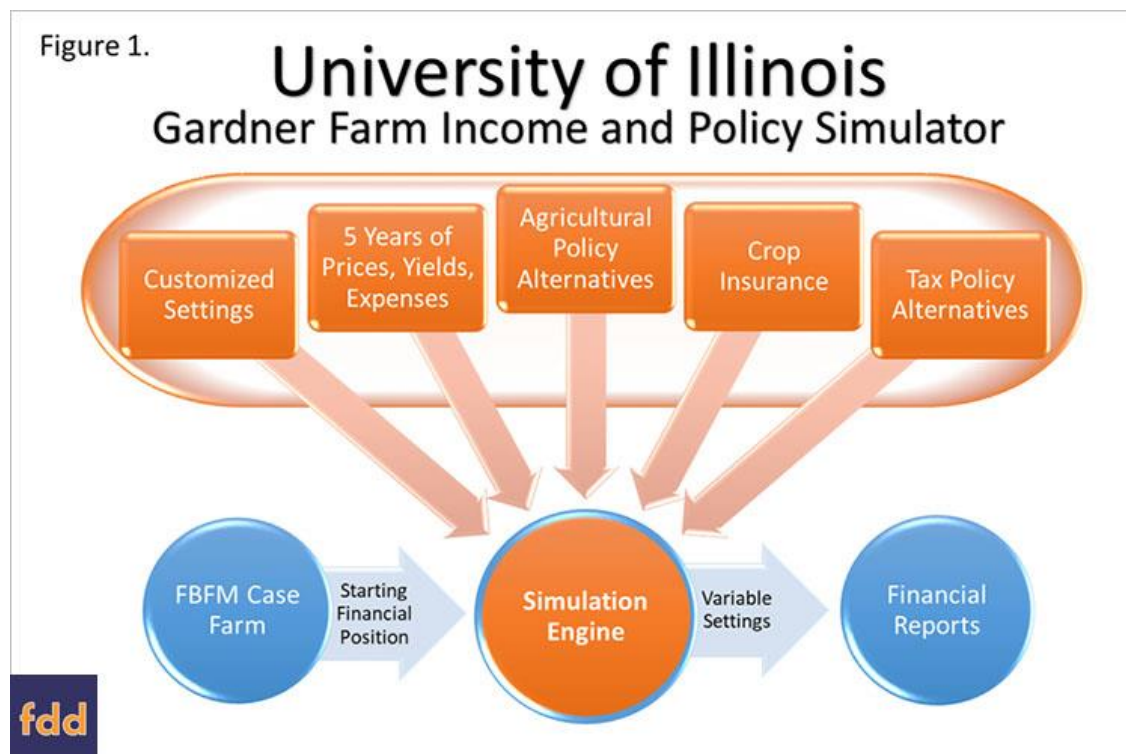 Figure 1.
University of Illinois
Gardner Farm Income and Policy Simulator
Customized
Settings
5 Years of
Prices, Yields,
Expenses
Agricultural
Policy
Alternatives
Crop
Insurance
Tax Policy
Alternatives
FBFM Case
Farm
Starting
Financial
Position
Simulation
Engine
Variable
Settings
Financial
Reports
fdd